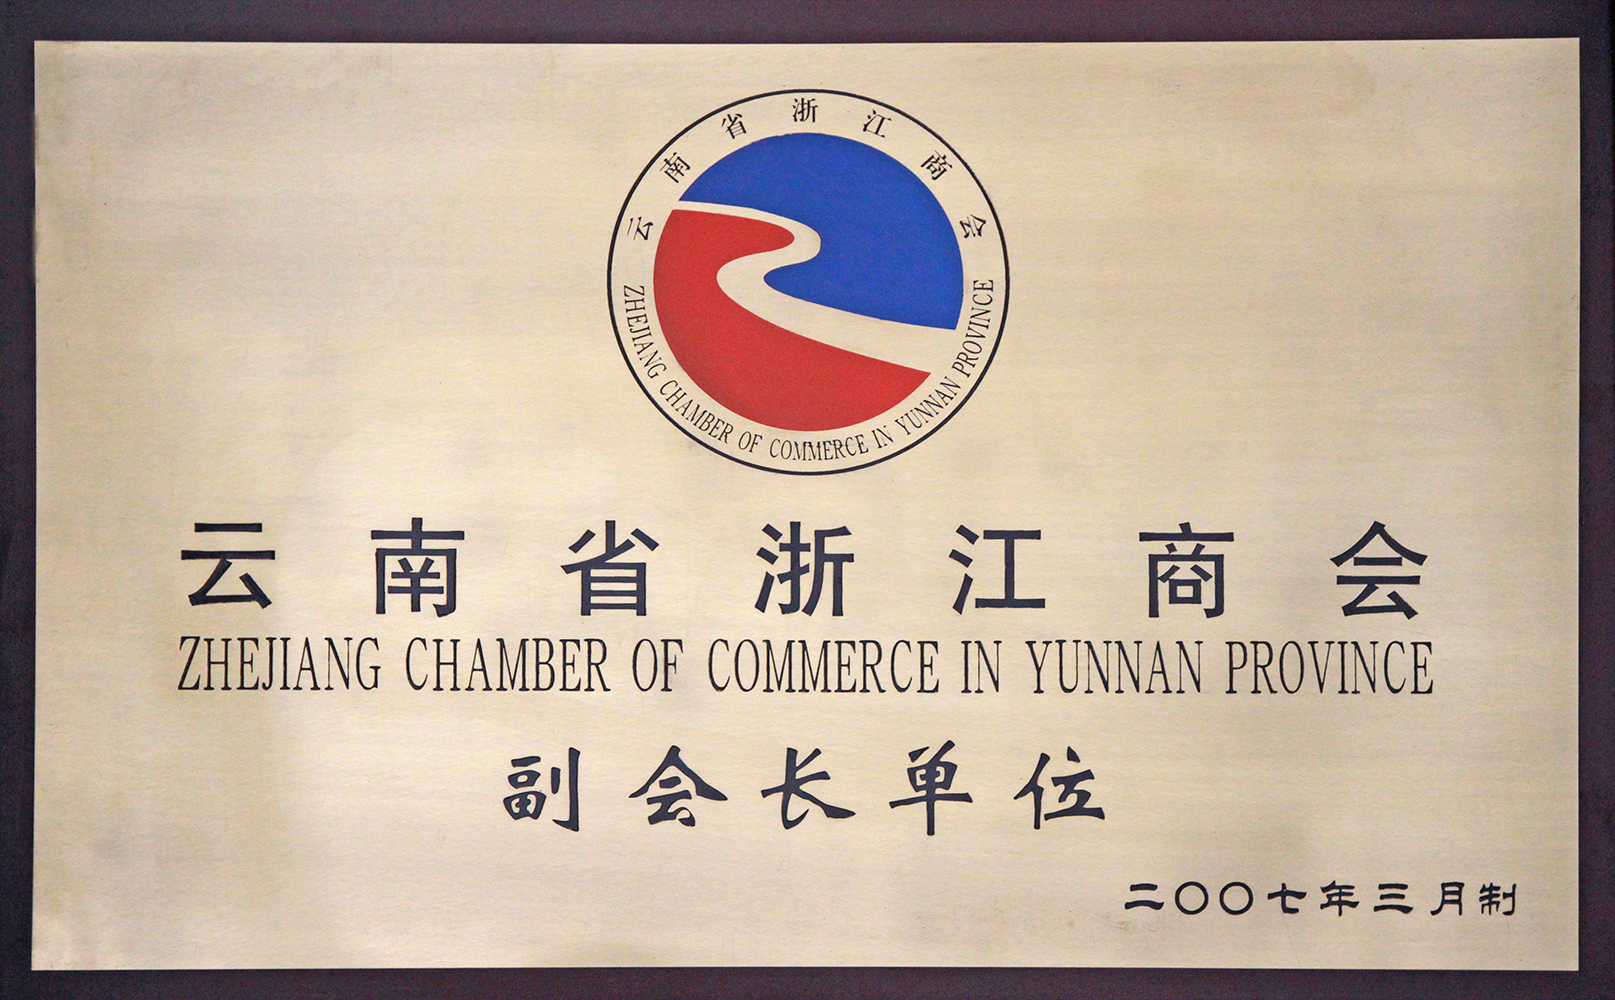 云南省浙江商会
ZHEJIANG CHAMBER OF COMMERCE IN YUNNAN PROVINCE
云南省浙江商会
ZHEJIANG CHAMBER OF COMMERCE IN YUNNAN PROVINCE
副会长单位
二〇〇七年三月制